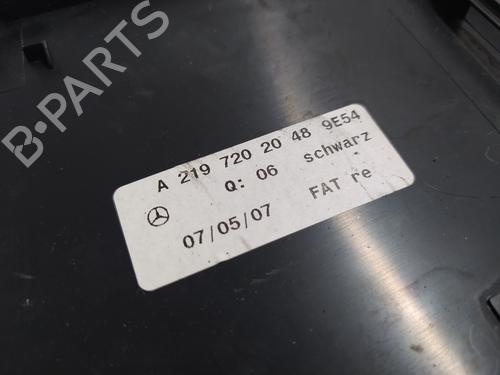 B-PARTS
A 219 720 20 48 9E54
Q: 06 schwarz
07/05/07 FAT re